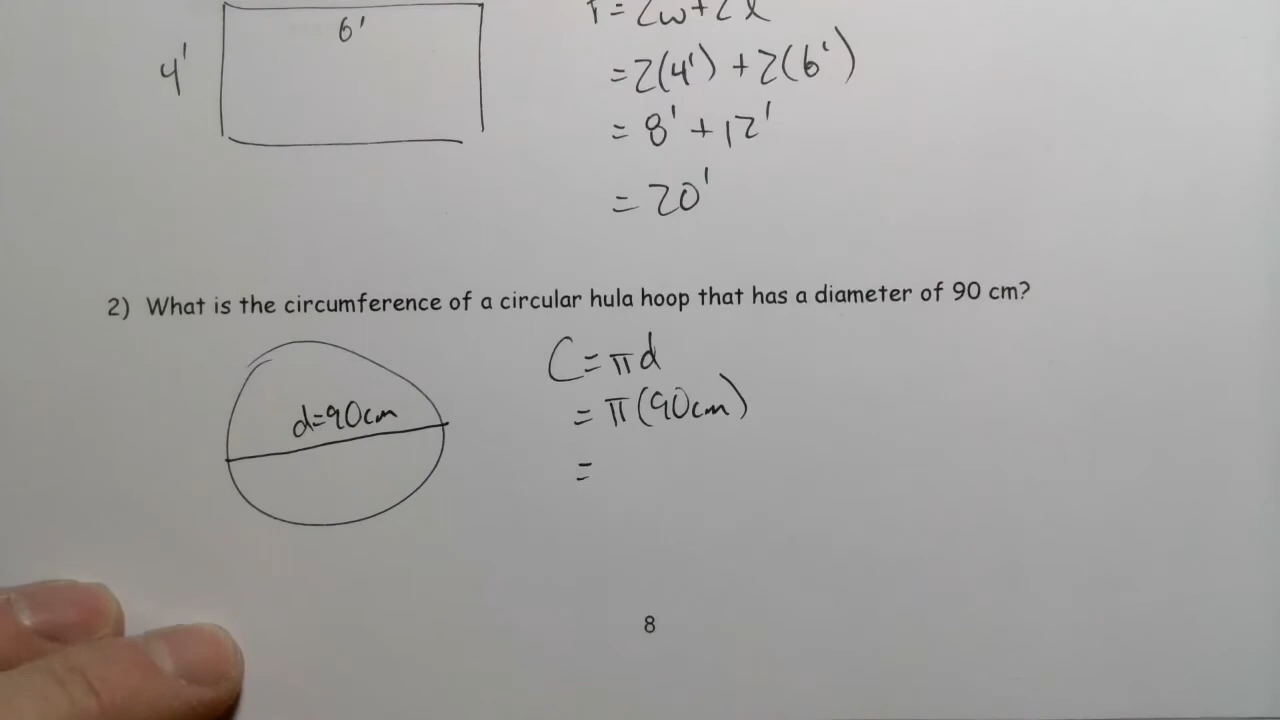 6'
4'
P = 2w + 2l
= 2(4') + 2(6')
= 8' + 12'
= 20'
2) What is the circumference of a circular hula hoop that has a diameter of 90 cm?
d=90cm
C = πd
= π(90cm)
=
8